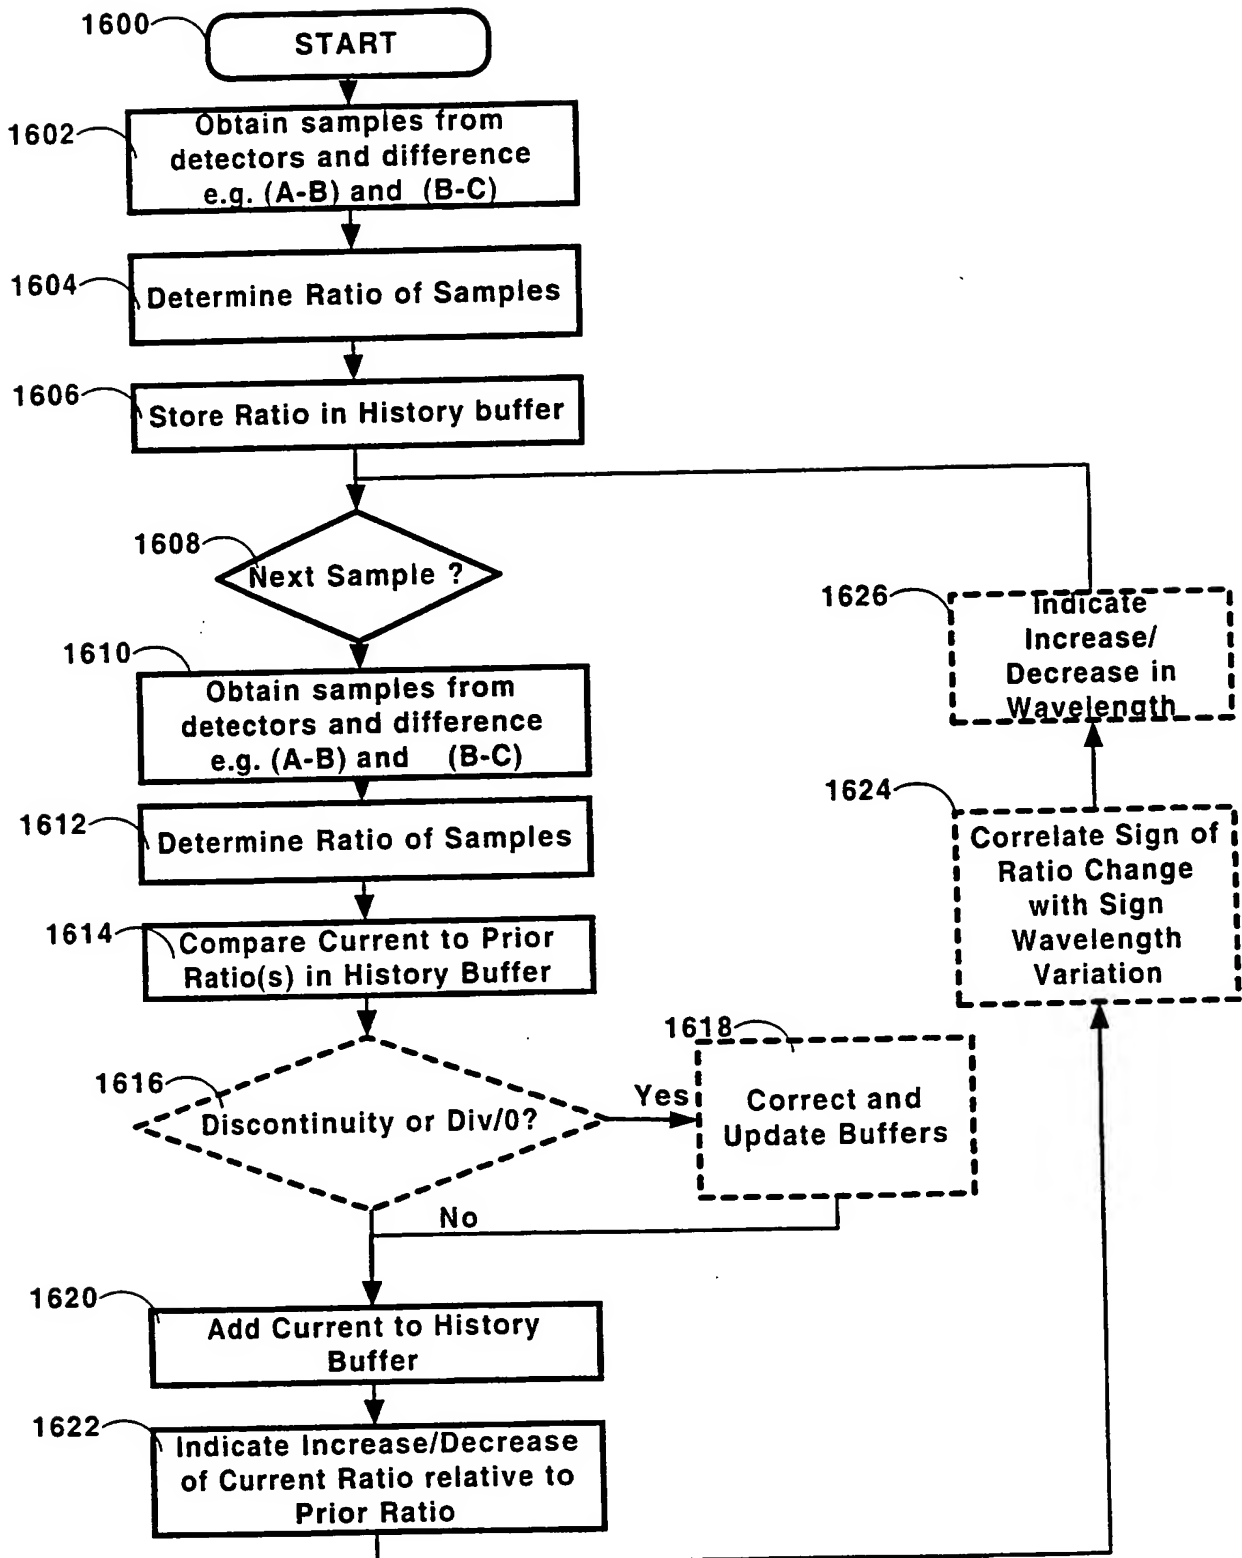 1600
START
1602
Obtain samples from
detectors and difference
e.g. (A-B) and (B-C)
1604
Determine Ratio of Samples
1606
Store Ratio in History buffer
1608
Next Sample ?
1610
Obtain samples from
detectors and difference
e.g. (A-B) and (B-C)
1612
Determine Ratio of Samples
1614
Compare Current to Prior
Ratio(s) in History Buffer
1616
Discontinuity or Div/0?
Yes
1618
Correct and
Update Buffers
No
1620
Add Current to History
Buffer
1622
Indicate Increase/Decrease
of Current Ratio relative to
Prior Ratio
1624
Correlate Sign of
Ratio Change
with Sign
Wavelength
Variation
1626
Indicate
Increase/
Decrease in
Wavelength